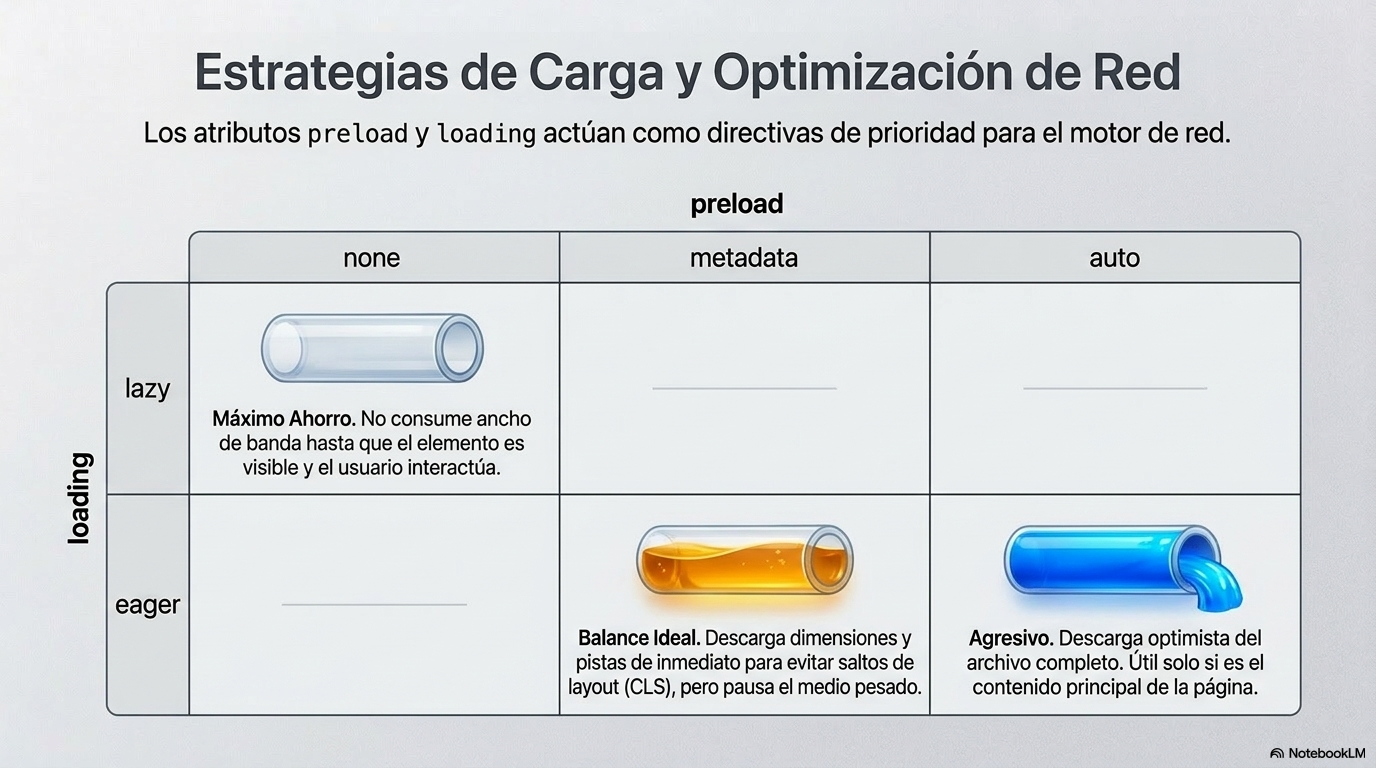 Estrategias de Carga y Optimización de Red
Los atributos preload y loading actúan como directivas de prioridad para el motor de red.
preload
none
metadata
auto
loading
lazy
Máximo Ahorro. No consume ancho
de banda hasta que el elemento es
visible y el usuario interactúa.
eager
Balance Ideal. Descarga dimensiones y
pistas de inmediato para evitar saltos de
layout (CLS), pero pausa el medio pesado.
Agresivo. Descarga optimista del
archivo completo. Útil solo si es el
contenido principal de la página.
NotebookLM